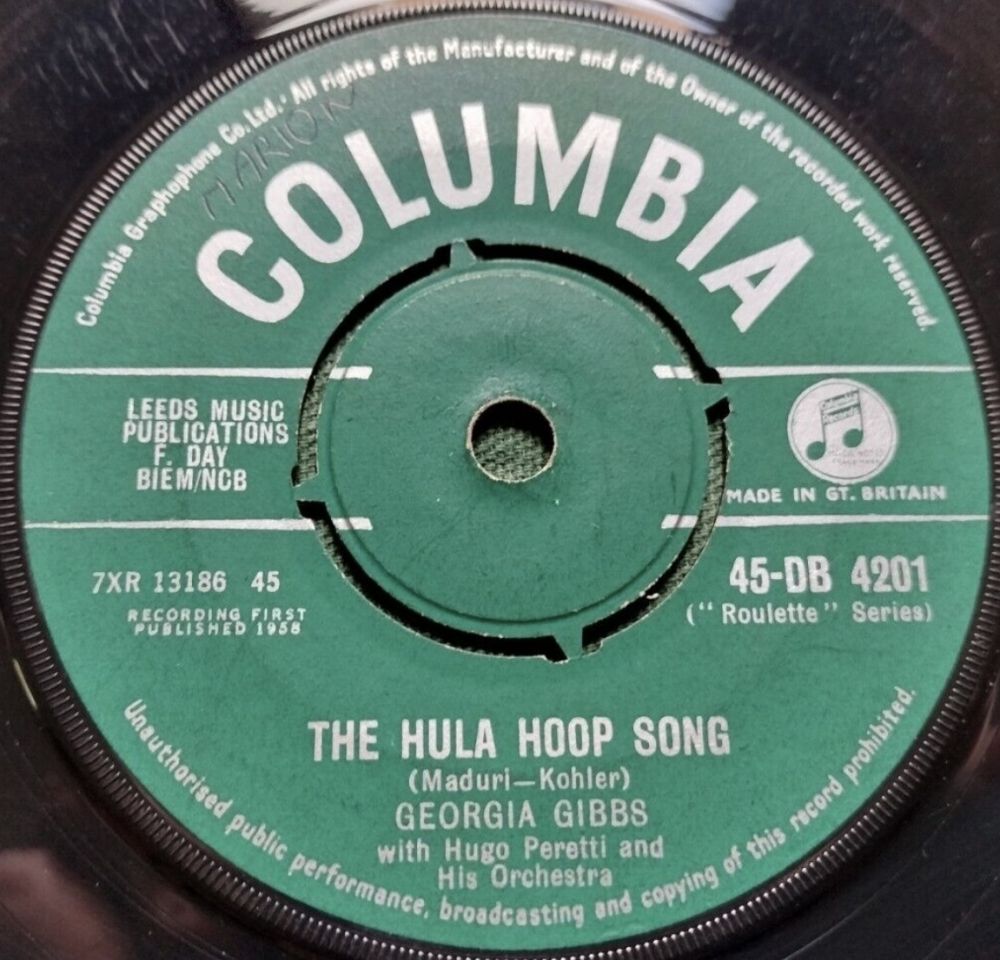 Columbia Graphophone Co. Ltd. · All rights of the Manufacturer and of the Owner of the recorded work reserved.
MARION
COLUMBIA
LEEDS MUSIC
PUBLICATIONS
F. DAY
BIEM/NCB
Columbia
Records
MADE IN GT. BRITAIN
7XR 13186 45
RECORDING FIRST
PUBLISHED 1958
45-DB 4201
("Roulette" Series)
THE HULA HOOP SONG
(Maduri—Kohler)
GEORGIA GIBBS
with Hugo Peretti and
His Orchestra
Unauthorised public performance, broadcasting and copying of this record prohibited.